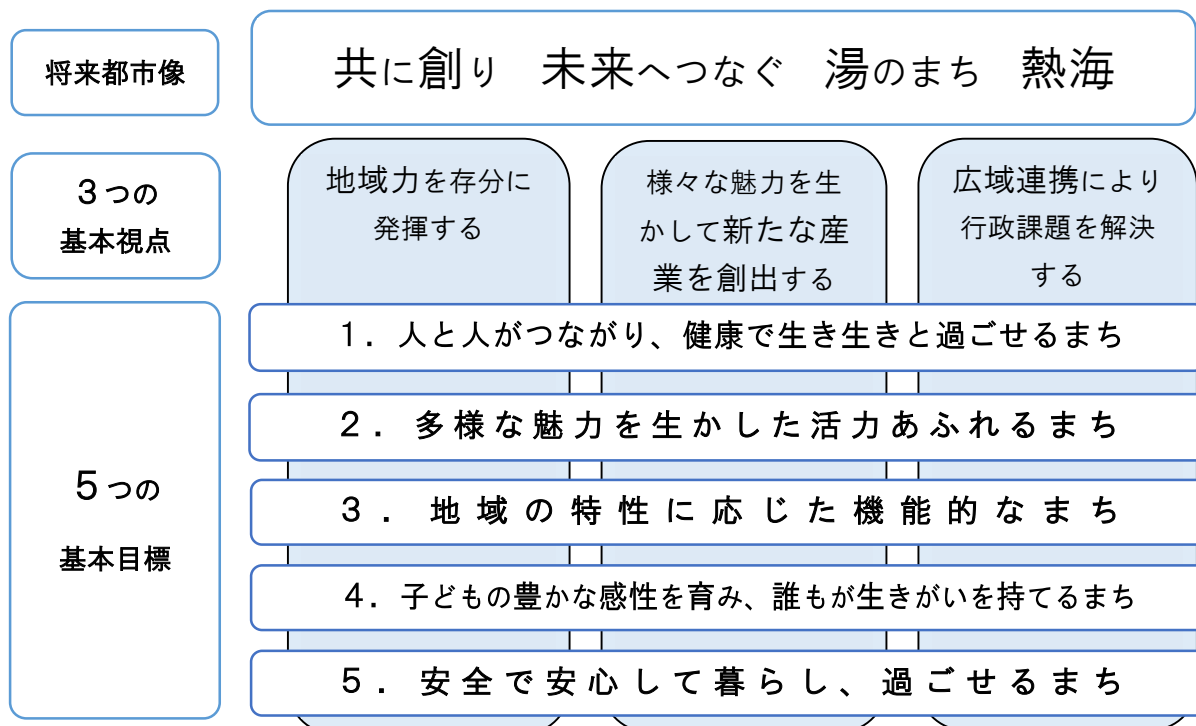 将来都市像
共に創り　未来へつなぐ　湯のまち　熱海
３つの
基本視点
地域力を存分に
発揮する
様々な魅力を生
かして新たな産
業を創出する
広域連携により
行政課題を解決
する
５つの
基本目標
１．人と人がつながり、健康で生き生きと過ごせるまち
２．多様な魅力を生かした活力あふれるまち
３．地域の特性に応じた機能的なまち
４．子どもの豊かな感性を育み、誰もが生きがいを持てるまち
５．安全で安心して暮らし、過ごせるまち